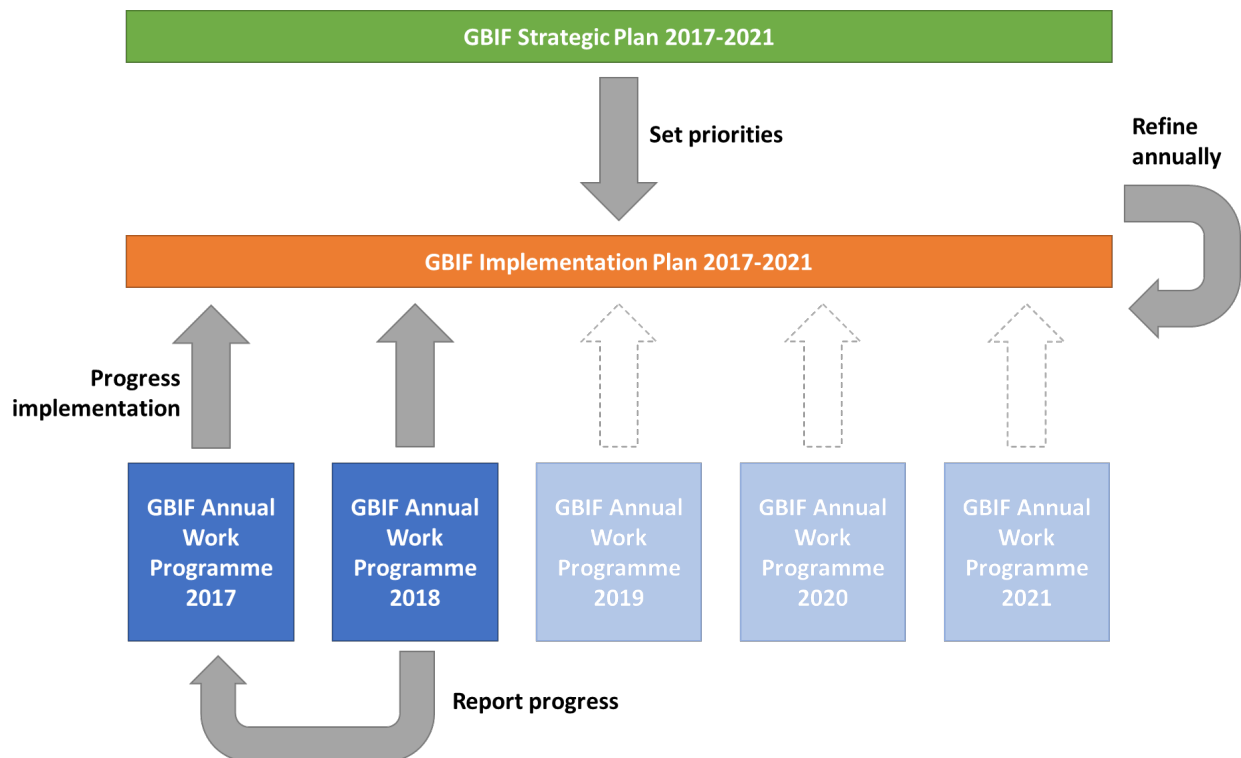 GBIF Strategic Plan 2017-2021
Set priorities
Refine
annually
GBIF Implementation Plan 2017-2021
Progress
implementation
GBIF Annual
Work
Programme
2017
GBIF Annual
Work
Programme
2018
GBIF Annual
Work
Programme
2019
GBIF Annual
Work
Programme
2020
GBIF Annual
Work
Programme
2021
Report progress